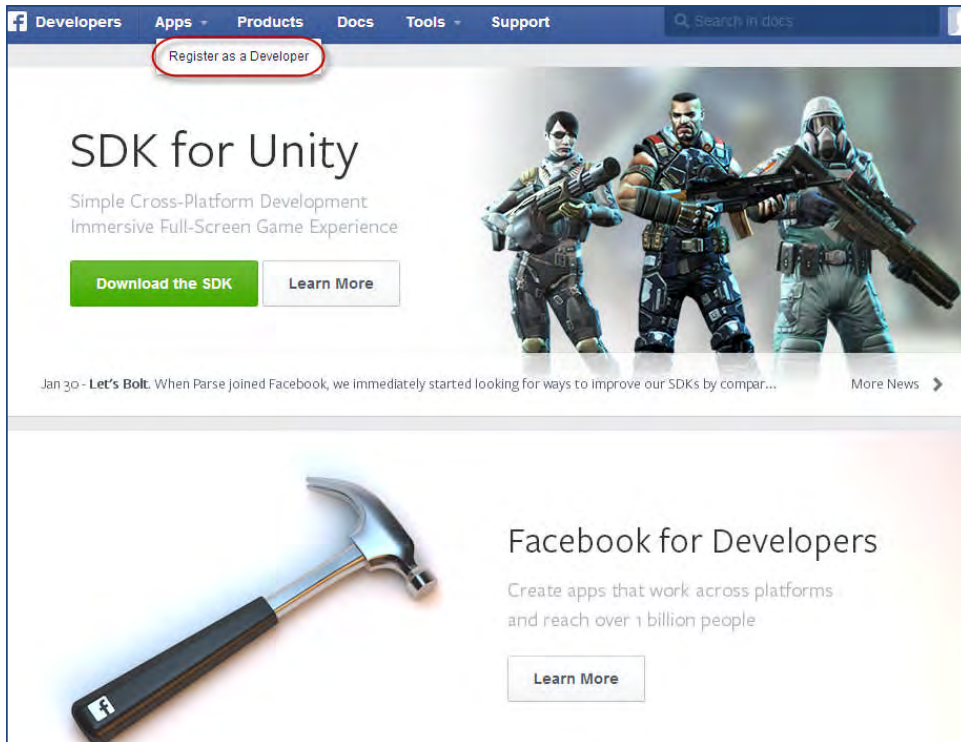 f Developers Apps Products Docs Tools Support Search in docs
Register as a Developer
SDK for Unity
Simple Cross-Platform Development
Immersive Full-Screen Game Experience
Download the SDK Learn More
Jan 30 - Let's Bolt. When Parse joined Facebook, we immediately started looking for ways to improve our SDKs by compar... More News
Facebook for Developers
Create apps that work across platforms
and reach over 1 billion people
Learn More
f